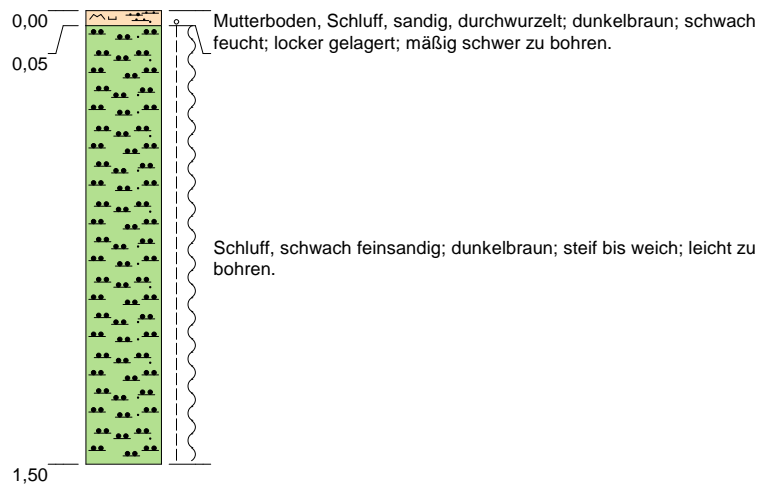 0,00
Mutterboden, Schluff, sandig, durchwurzelt; dunkelbraun; schwach
feucht; locker gelagert; mäßig schwer zu bohren.
0,05
Schluff, schwach feinsandig; dunkelbraun; steif bis weich; leicht zu
bohren.
1,50